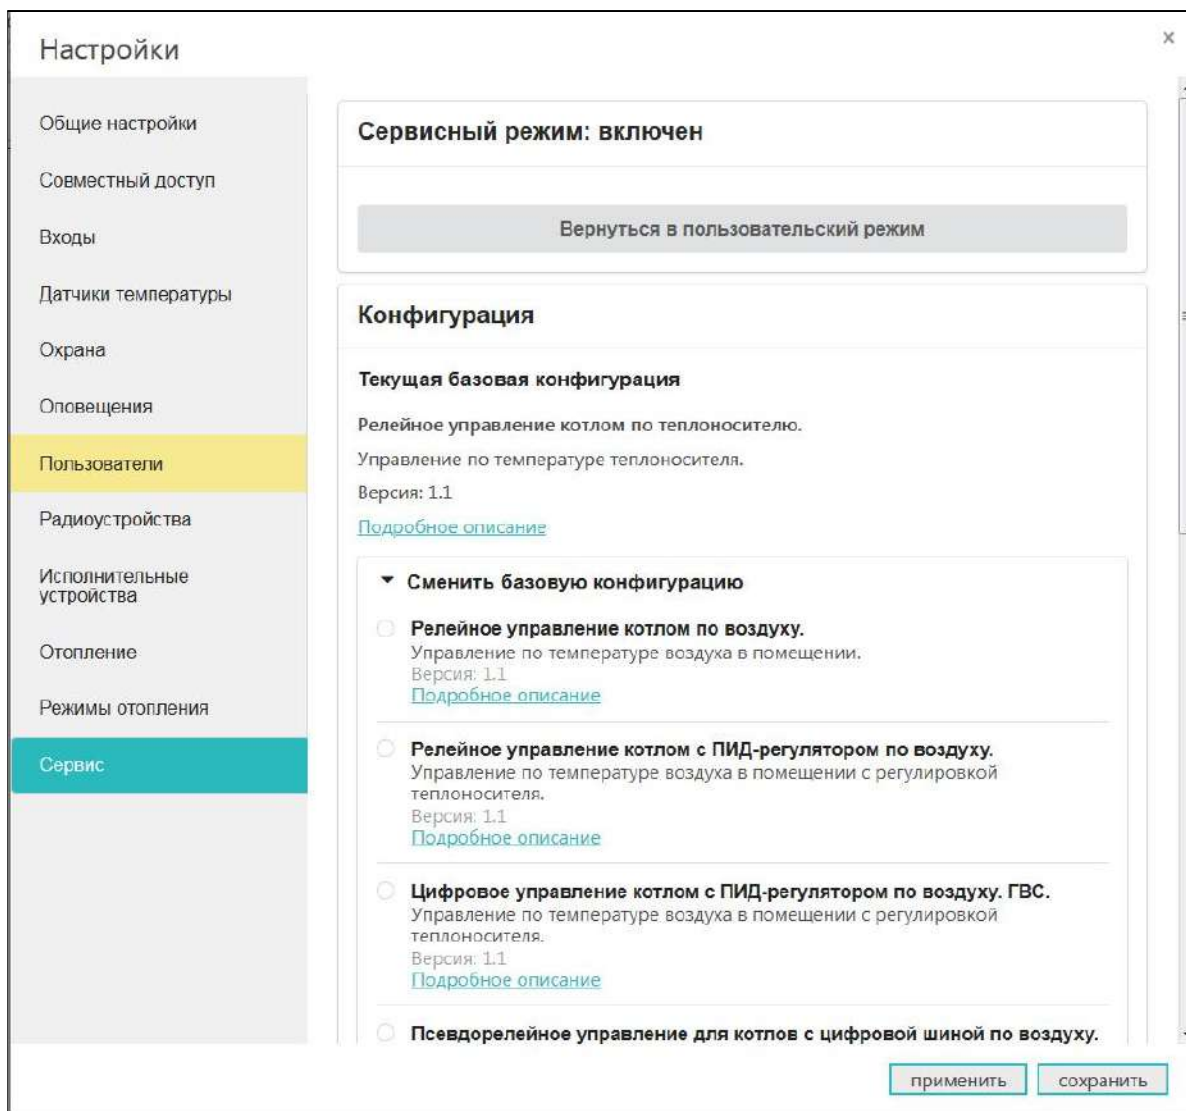 Настройки
×
Общие настройки
Совместный доступ
Входы
Датчики температуры
Охрана
Оповещения
Пользователи
Радиоустройства
Исполнительные
устройства
Отопление
Режимы отопления
Сервис
Сервисный режим: включен
Вернуться в пользовательский режим
Конфигурация
Текущая базовая конфигурация
Релейное управление котлом по теплоносителю.
Управление по температуре теплоносителя.
Версия: 1.1
Подробное описание
Сменить базовую конфигурацию
Релейное управление котлом по воздуху.
Управление по температуре воздуха в помещении.
Версия: 1.1
Подробное описание
Релейное управление котлом с ПИД-регулятором по воздуху.
Управление по температуре воздуха в помещении с регулировкой
теплоносителя.
Версия: 1.1
Подробное описание
Цифровое управление котлом с ПИД-регулятором по воздуху. ГВС.
Управление по температуре воздуха в помещении с регулировкой
теплоносителя.
Версия: 1.1
Подробное описание
Псевдорелейное управление для котлов с цифровой шиной по воздуху.
применить
сохранить